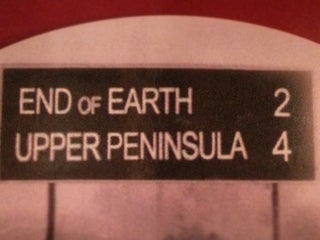 END OF EARTH 2
UPPER PENINSULA 4